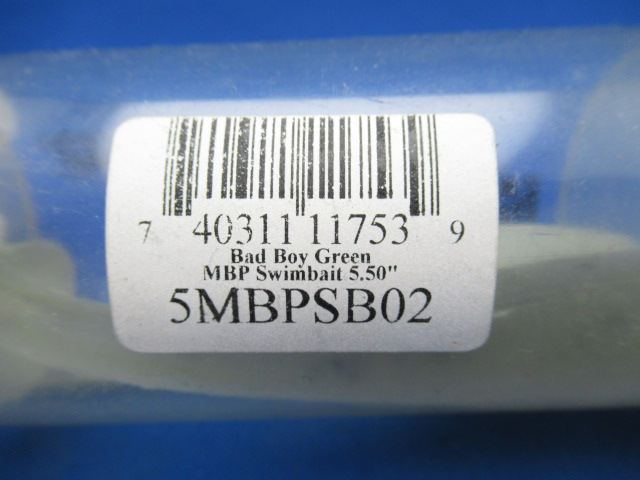 7 40311 11753 9
Bad Boy Green
MBP Swimbait 5.50"
5MBPSB02